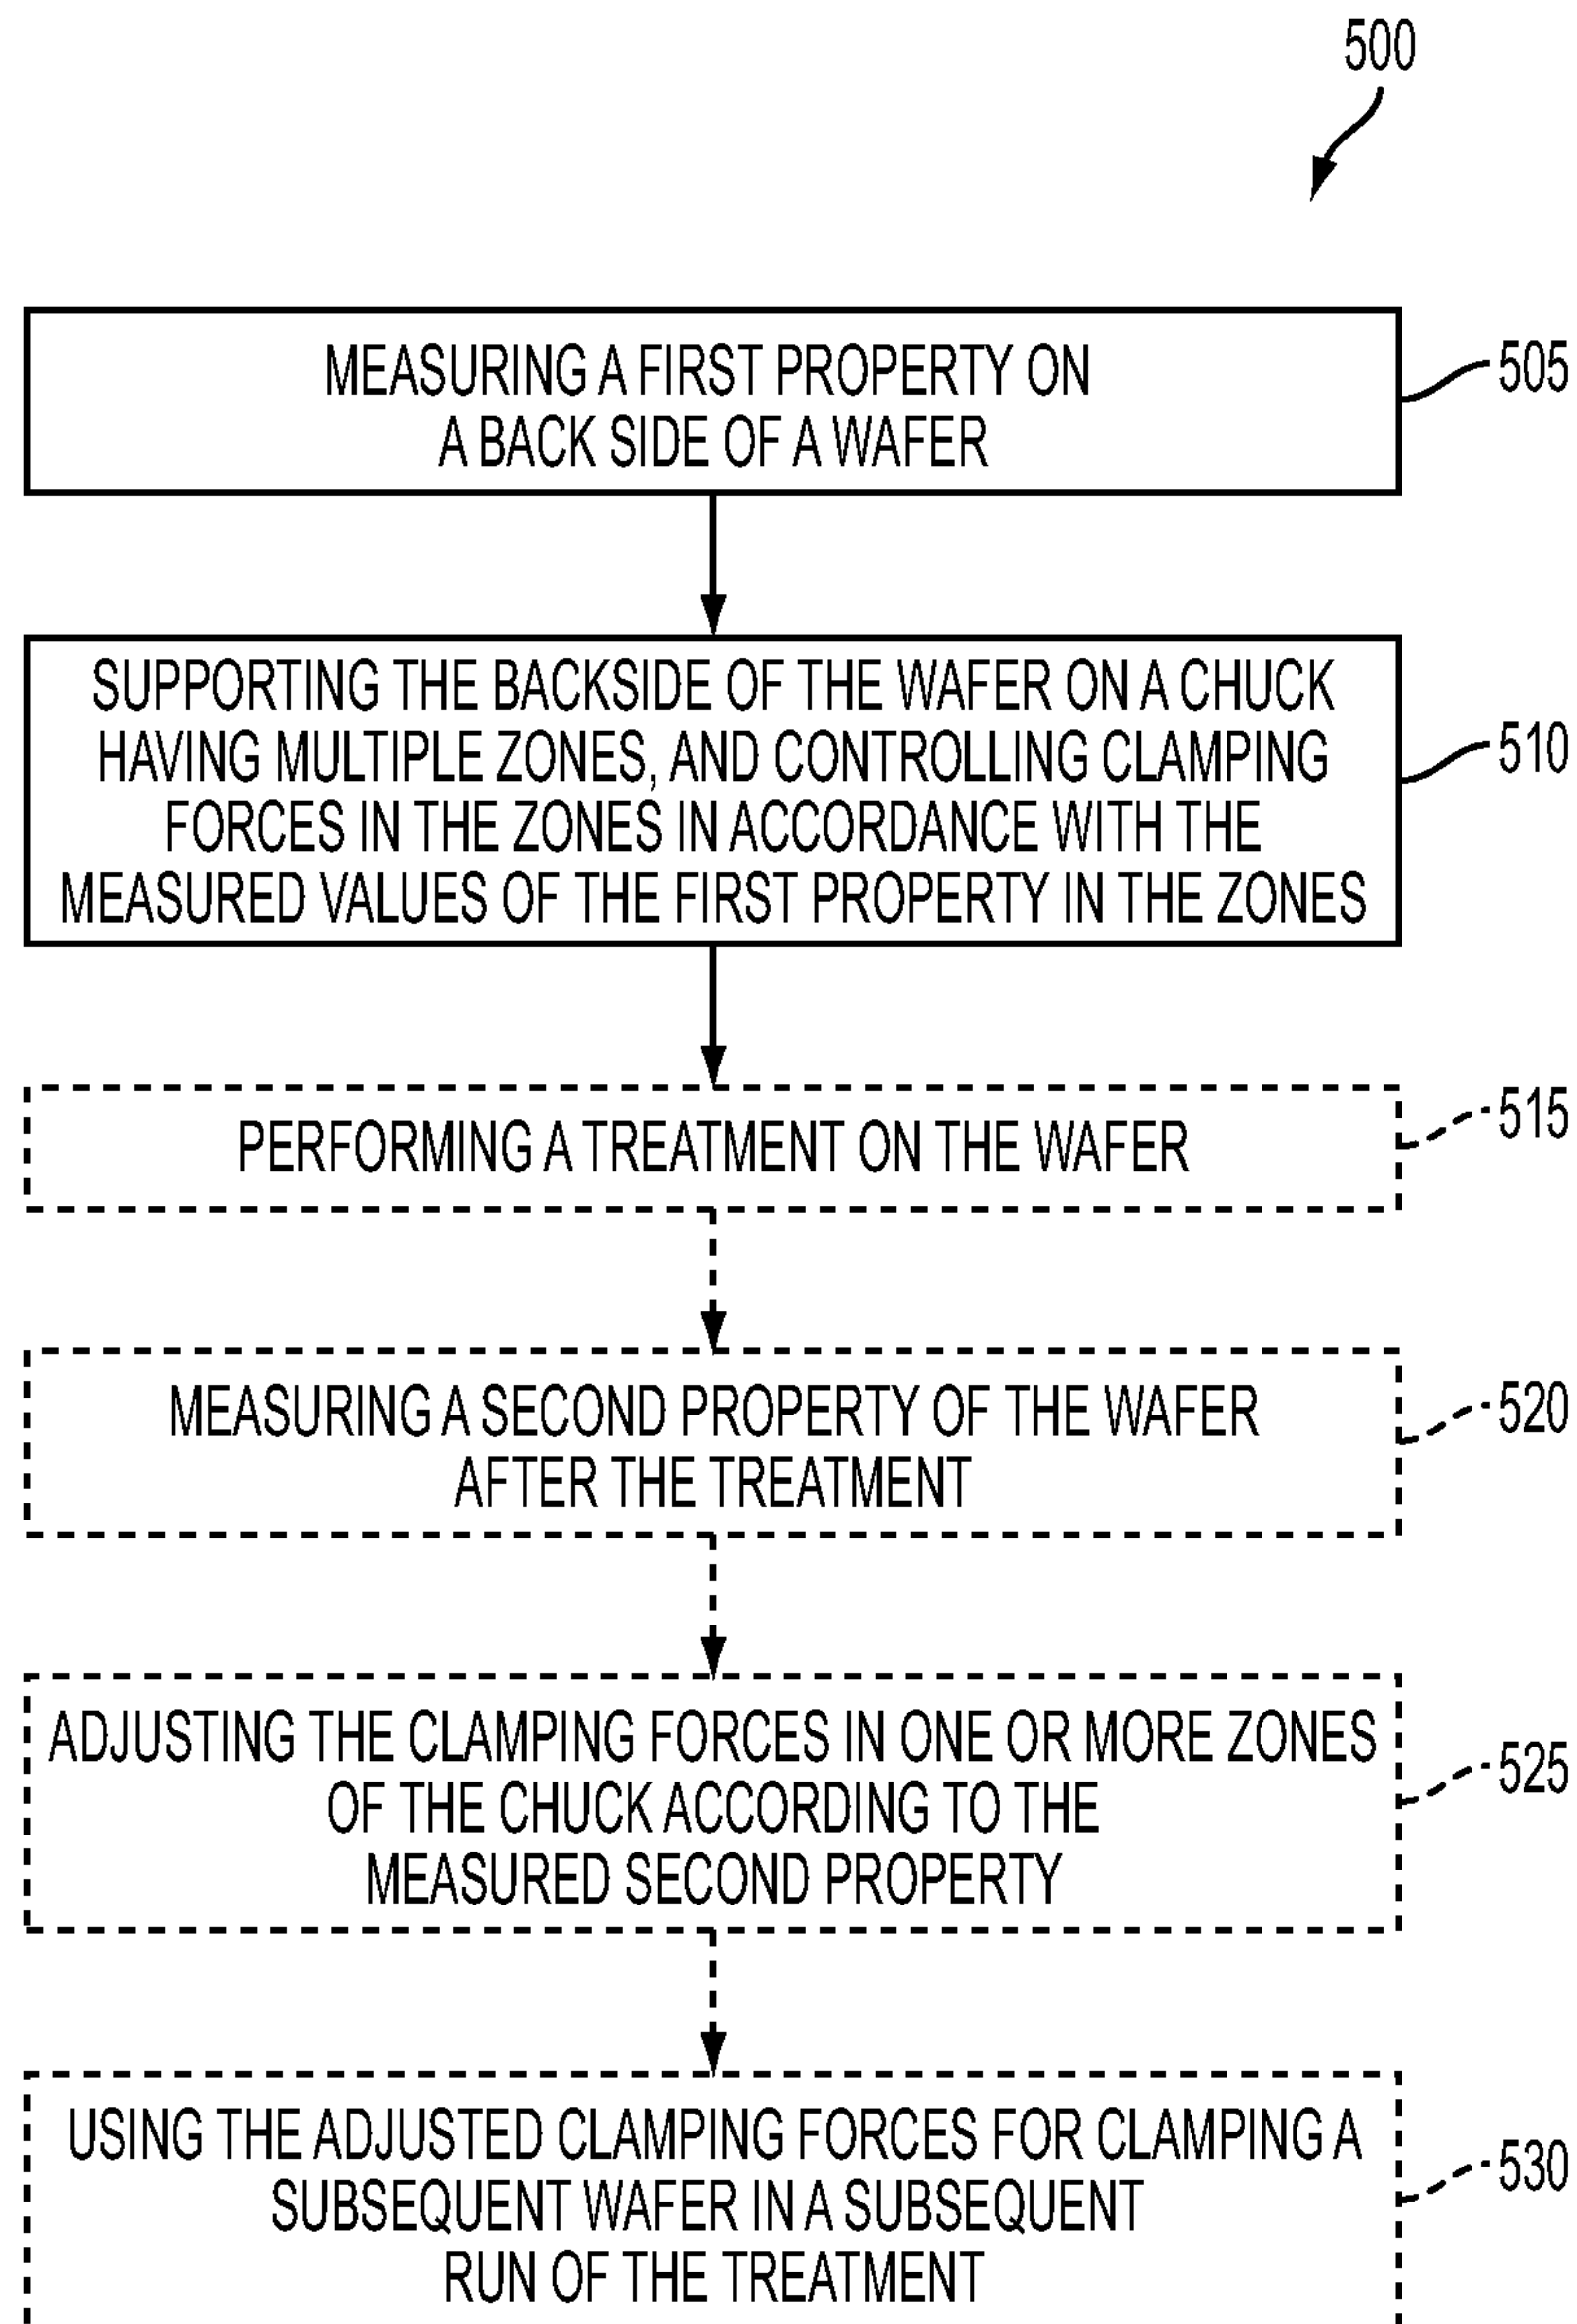 500
MEASURING A FIRST PROPERTY ON
A BACK SIDE OF A WAFER
505
SUPPORTING THE BACKSIDE OF THE WAFER ON A CHUCK
HAVING MULTIPLE ZONES, AND CONTROLLING CLAMPING
FORCES IN THE ZONES IN ACCORDANCE WITH THE
MEASURED VALUES OF THE FIRST PROPERTY IN THE ZONES
510
PERFORMING A TREATMENT ON THE WAFER
515
MEASURING A SECOND PROPERTY OF THE WAFER
AFTER THE TREATMENT
520
ADJUSTING THE CLAMPING FORCES IN ONE OR MORE ZONES
OF THE CHUCK ACCORDING TO THE
MEASURED SECOND PROPERTY
525
USING THE ADJUSTED CLAMPING FORCES FOR CLAMPING A
SUBSEQUENT WAFER IN A SUBSEQUENT
RUN OF THE TREATMENT
530